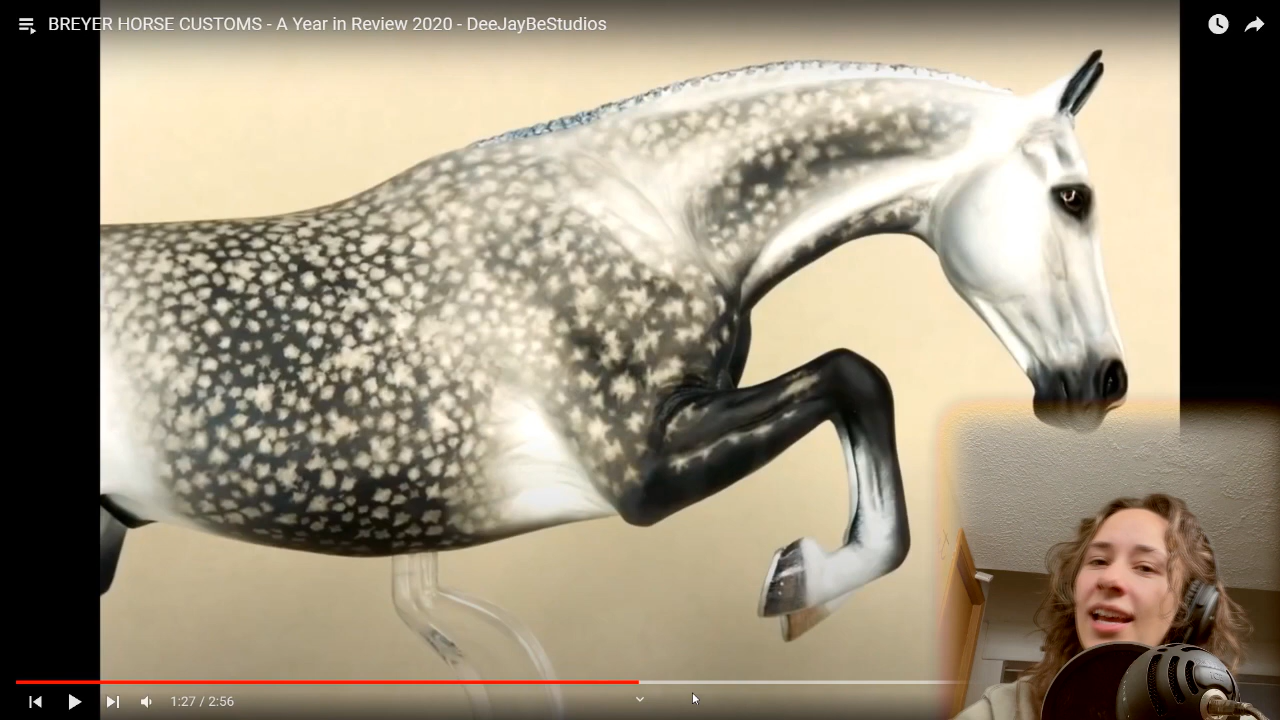 BREYER HORSE CUSTOMS - A Year in Review 2020 - DeeJayBeStudios
1:27 / 2:56